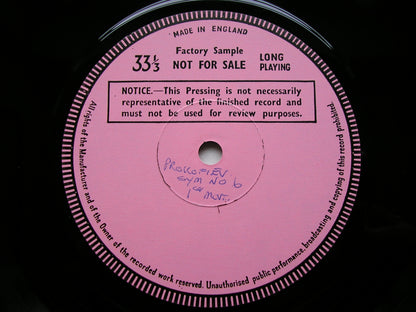 MADE IN ENGLAND
Factory Sample
33⅓ NOT FOR SALE LONG PLAYING
NOTICE.—This Pressing is not necessarily
representative of the finished record and
must not be used for review purposes.
PROKOFIEV
SYM NO 6
1st MOVT.
All rights of the Manufacturer and of the Owner of the recorded work reserved. Unauthorised public performance, broadcasting and copying of this record prohibited.